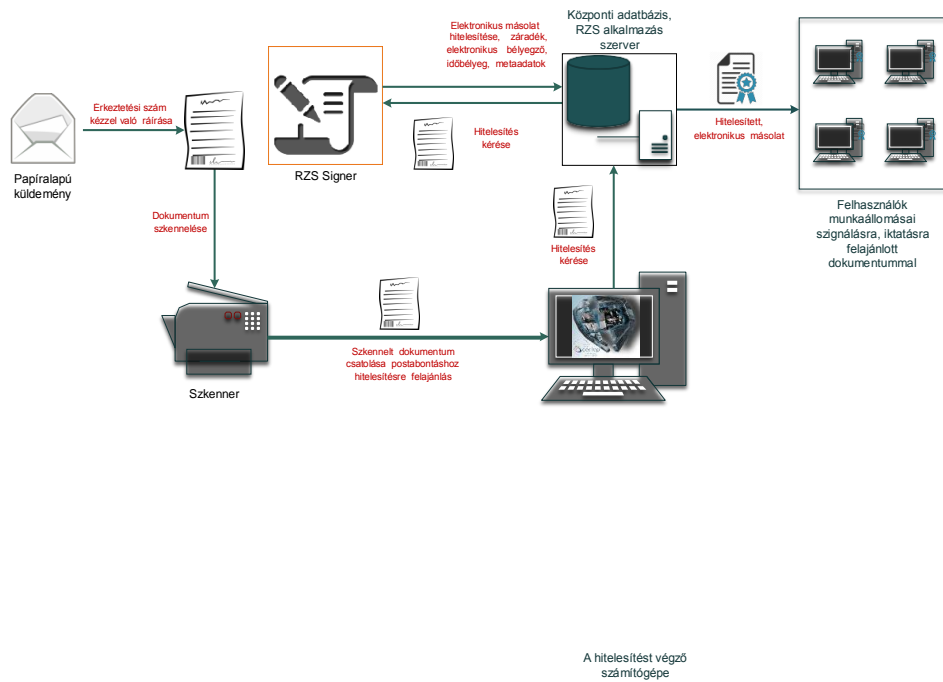 Központi adatbázis,
RZS alkalmazás
szerver
Elektronikus másolat
hitelesítése, záradék,
elektronikus bélyegző,
időbélyeg, metaadatok
Érkeztetési szám
kézzel való ráírása
Papíralapú
küldemény
RZS Signer
Hitelesítés
kérése
Hitelesített,
elektronikus másolat
Felhasználók
munkaállomásai
szignálásra, iktatásra
felajánlott
dokumentummal
Dokumentum
szkennelése
Hitelesítés
kérése
Szkennelt dokumentum
csatolása postabontáshoz
hitelesítésre felajánlás
Szkenner
A hitelesítést végző
számítógépe